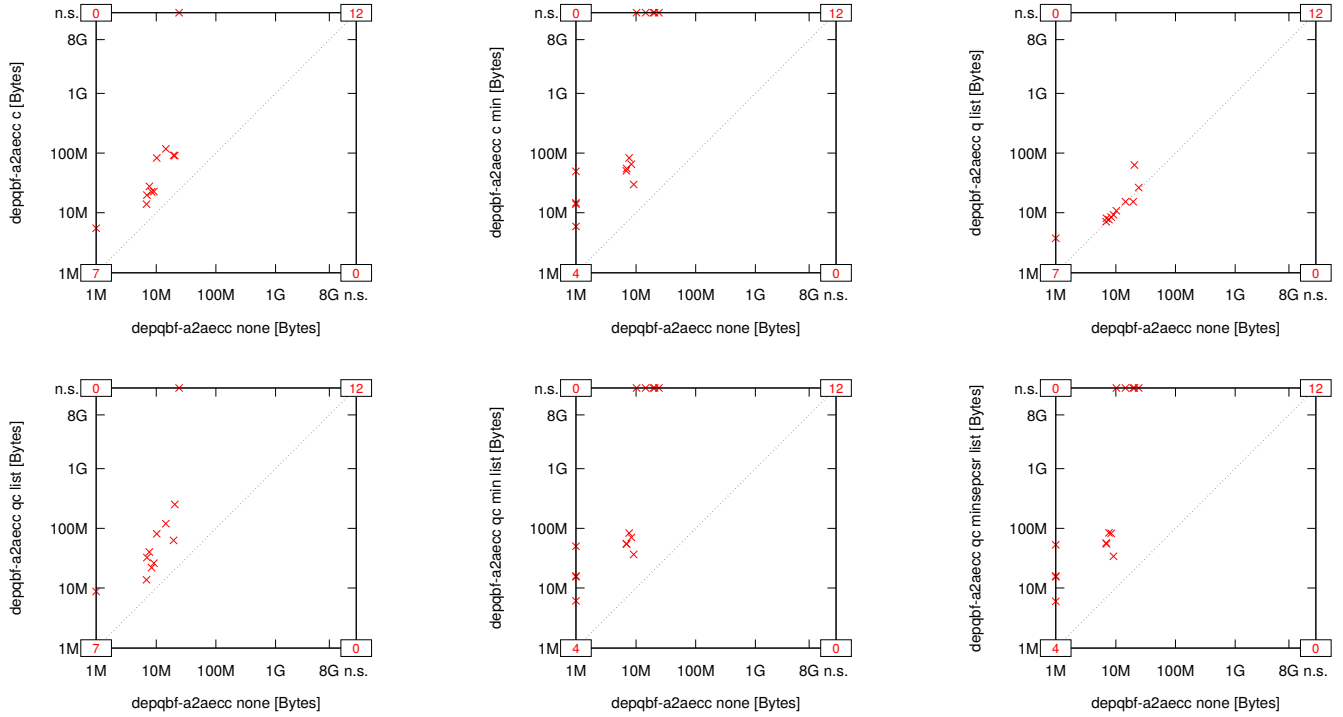 n.s. 0 12
8G
1G
100M
10M
1M 7 0
1M 10M 100M 1G 8G n.s.
depqbf-a2aecc c [Bytes]
depqbf-a2aecc none [Bytes]
n.s. 0 12
8G
1G
100M
10M
1M 4 0
1M 10M 100M 1G 8G n.s.
depqbf-a2aecc c min [Bytes]
depqbf-a2aecc none [Bytes]
n.s. 0 12
8G
1G
100M
10M
1M 7 0
1M 10M 100M 1G 8G n.s.
depqbf-a2aecc q list [Bytes]
depqbf-a2aecc none [Bytes]
n.s. 0 12
8G
1G
100M
10M
1M 7 0
1M 10M 100M 1G 8G n.s.
depqbf-a2aecc qc list [Bytes]
depqbf-a2aecc none [Bytes]
n.s. 0 12
8G
1G
100M
10M
1M 4 0
1M 10M 100M 1G 8G n.s.
depqbf-a2aecc qc min list [Bytes]
depqbf-a2aecc none [Bytes]
n.s. 0 12
8G
1G
100M
10M
1M 4 0
1M 10M 100M 1G 8G n.s.
depqbf-a2aecc qc minsepcsr list [Bytes]
depqbf-a2aecc none [Bytes]